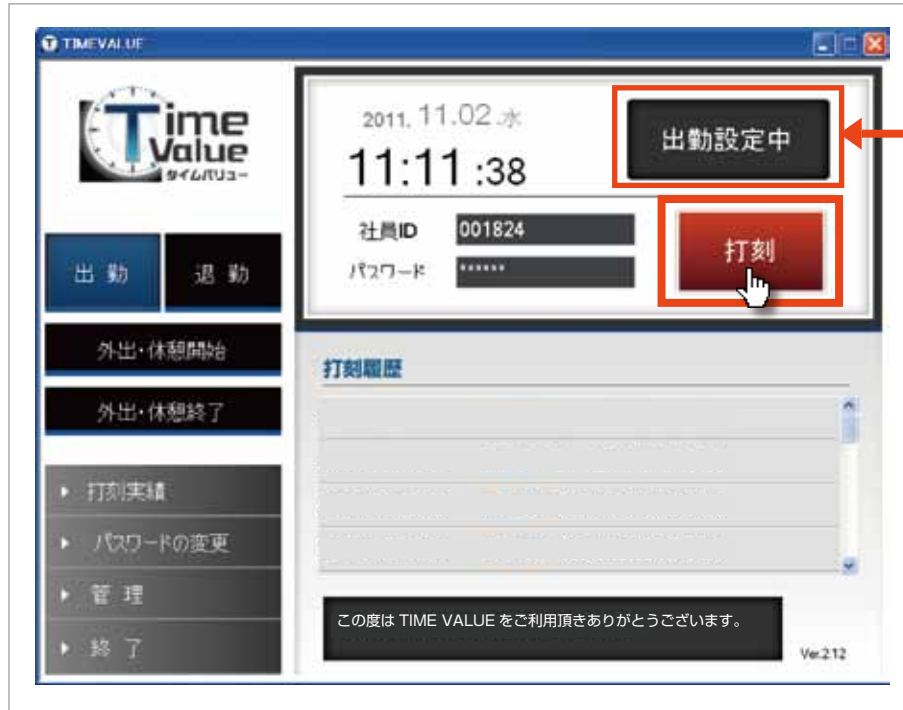 TIMEVALUE
Time
Value
タイムバリュー
2011. 11.02.水
11:11:38
出勤設定中
社員ID 001824
パスワード ******
打刻
出勤 退勤
外出・休憩開始
外出・休憩終了
打刻履歴
打刻実績
パスワードの変更
管理
終了
この度は TIME VALUE をご利用頂きありがとうございます。
Ver.2.12